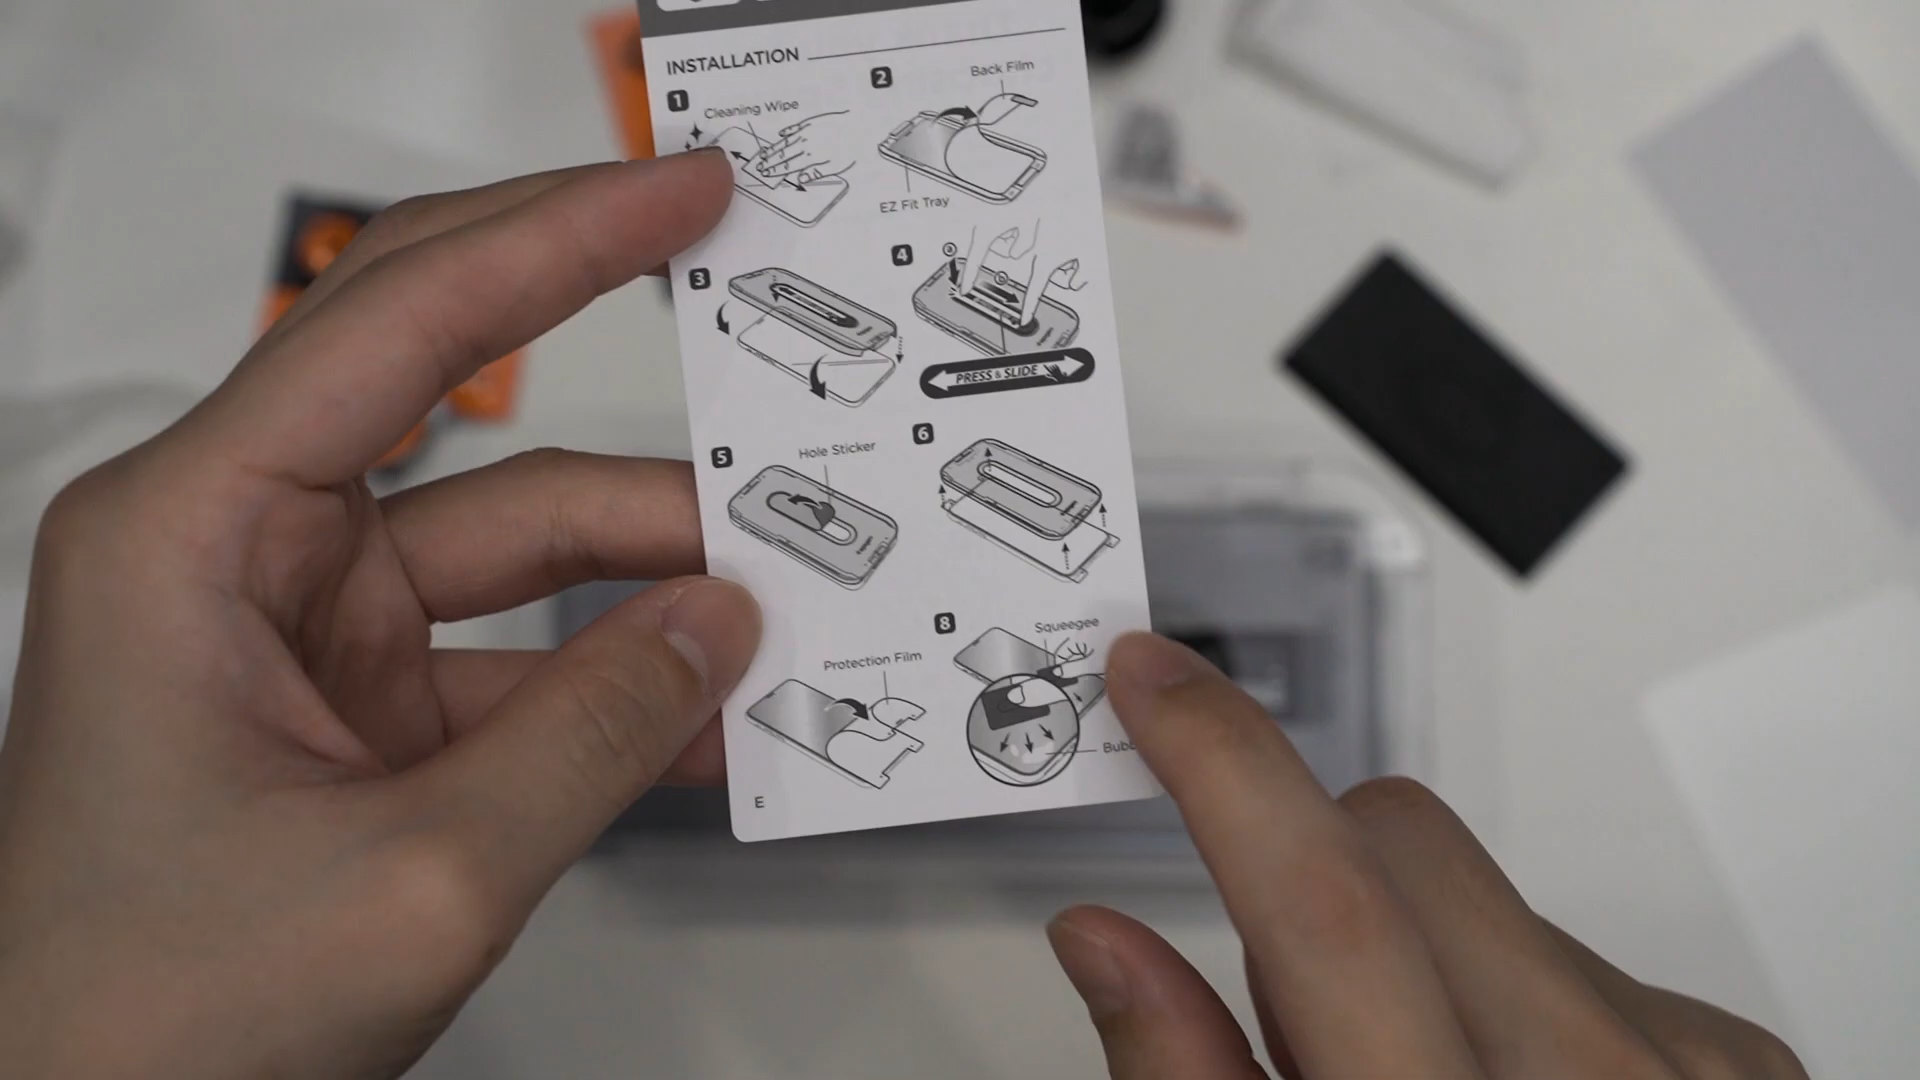 INSTALLATION
1
Cleaning Wipe
2
Back Film
EZ Fit Tray
3
4
a
b
PRESS & SLIDE
5
Hole Sticker
6
Protection Film
8
Squeegee
E